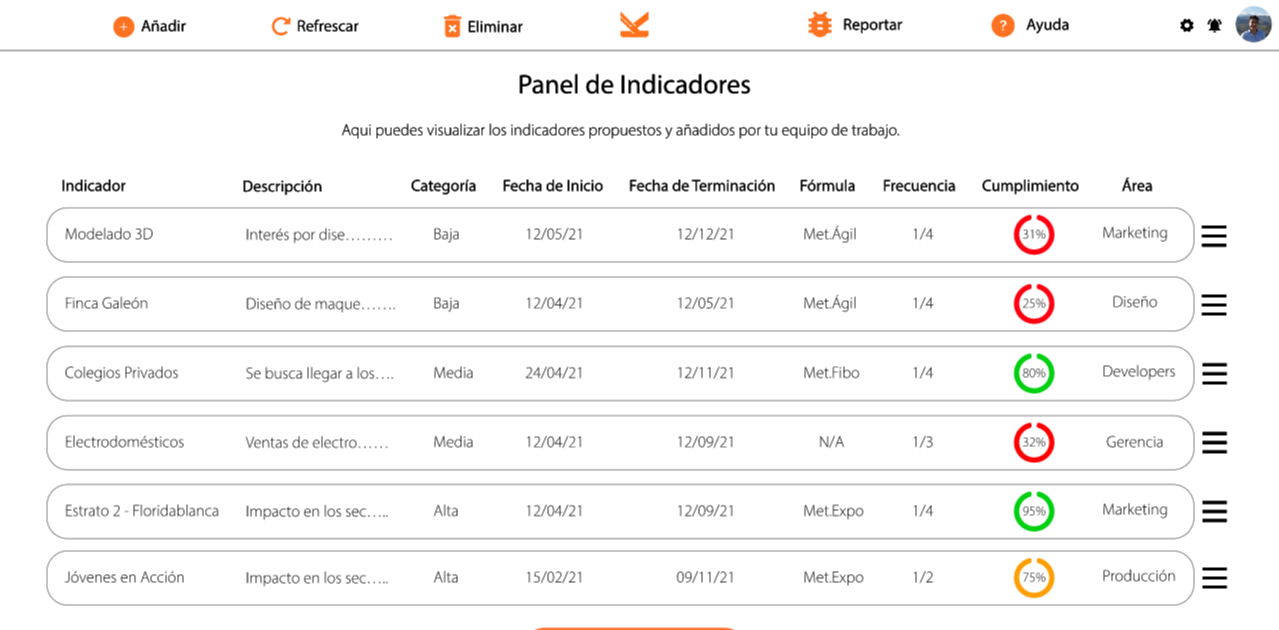 Añadir Refrescar Eliminar Reportar ? Ayuda
Panel de Indicadores
Aqui puedes visualizar los indicadores propuestos y añadidos por tu equipo de trabajo.
Indicador Descripción Categoría Fecha de Inicio Fecha de Terminación Fórmula Frecuencia Cumplimiento Área
Modelado 3D Interés por dise......... Baja 12/05/21 12/12/21 Met.Ágil 1/4 31% Marketing
Finca Galeón Diseño de maque....... Baja 12/04/21 12/05/21 Met.Ágil 1/4 25% Diseño
Colegios Privados Se busca llegar a los.... Media 24/04/21 12/11/21 Met.Fibo 1/4 80% Developers
Electrodomésticos Ventas de electro...... Media 12/04/21 12/09/21 N/A 1/3 32% Gerencia
Estrato 2 - Floridablanca Impacto en los sec..... Alta 12/04/21 12/09/21 Met.Expo 1/4 95% Marketing
Jóvenes en Acción Impacto en los sec..... Alta 15/02/21 09/11/21 Met.Expo 1/2 75% Producción